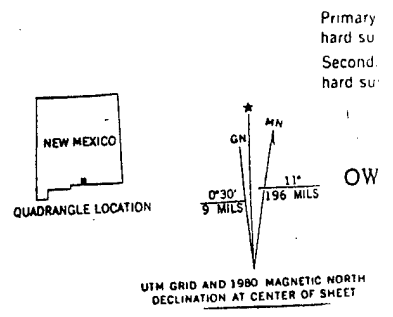 Primary
hard su
Second.
hard su
NEW MEXICO
QUADRANGLE LOCATION
★
GN
MN
0°30'
9 MILS
11°
196 MILS
OW
UTM GRID AND 1980 MAGNETIC NORTH
DECLINATION AT CENTER OF SHEET